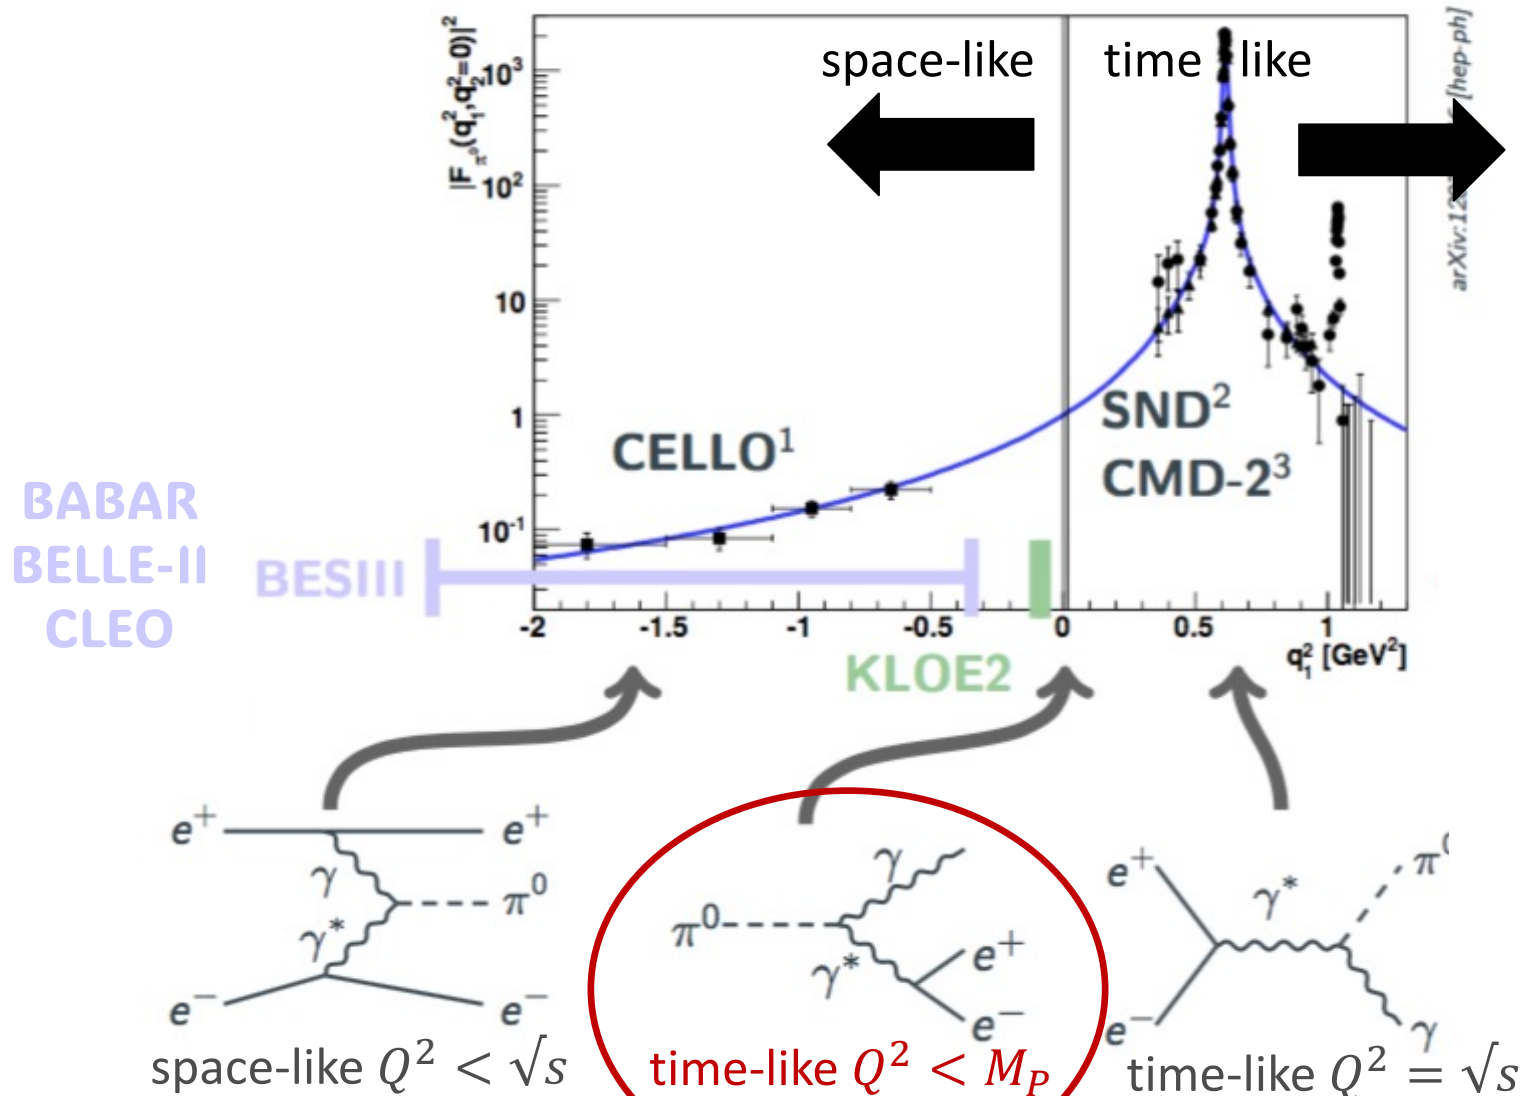 |F_π⁰(q²₁,q²₂=0)|²
10³
10²
10
1
10⁻¹
space-like
time like
[hep-ph]
CELLO¹
SND²
CMD-2³
BABAR
BELLE-II
CLEO
BESIII
KLOE2
-2 -1.5 -1 -0.5 0 0.5 1
q²₁ [GeV²]
e⁺ e⁺
γ
π⁰
γ*
e⁻ e⁻
space-like Q² < √s
γ
π⁰
γ* e⁺
e⁻
time-like Q² < M_P
e⁺ π⁰
γ*
e⁻ γ
time-like Q² = √s